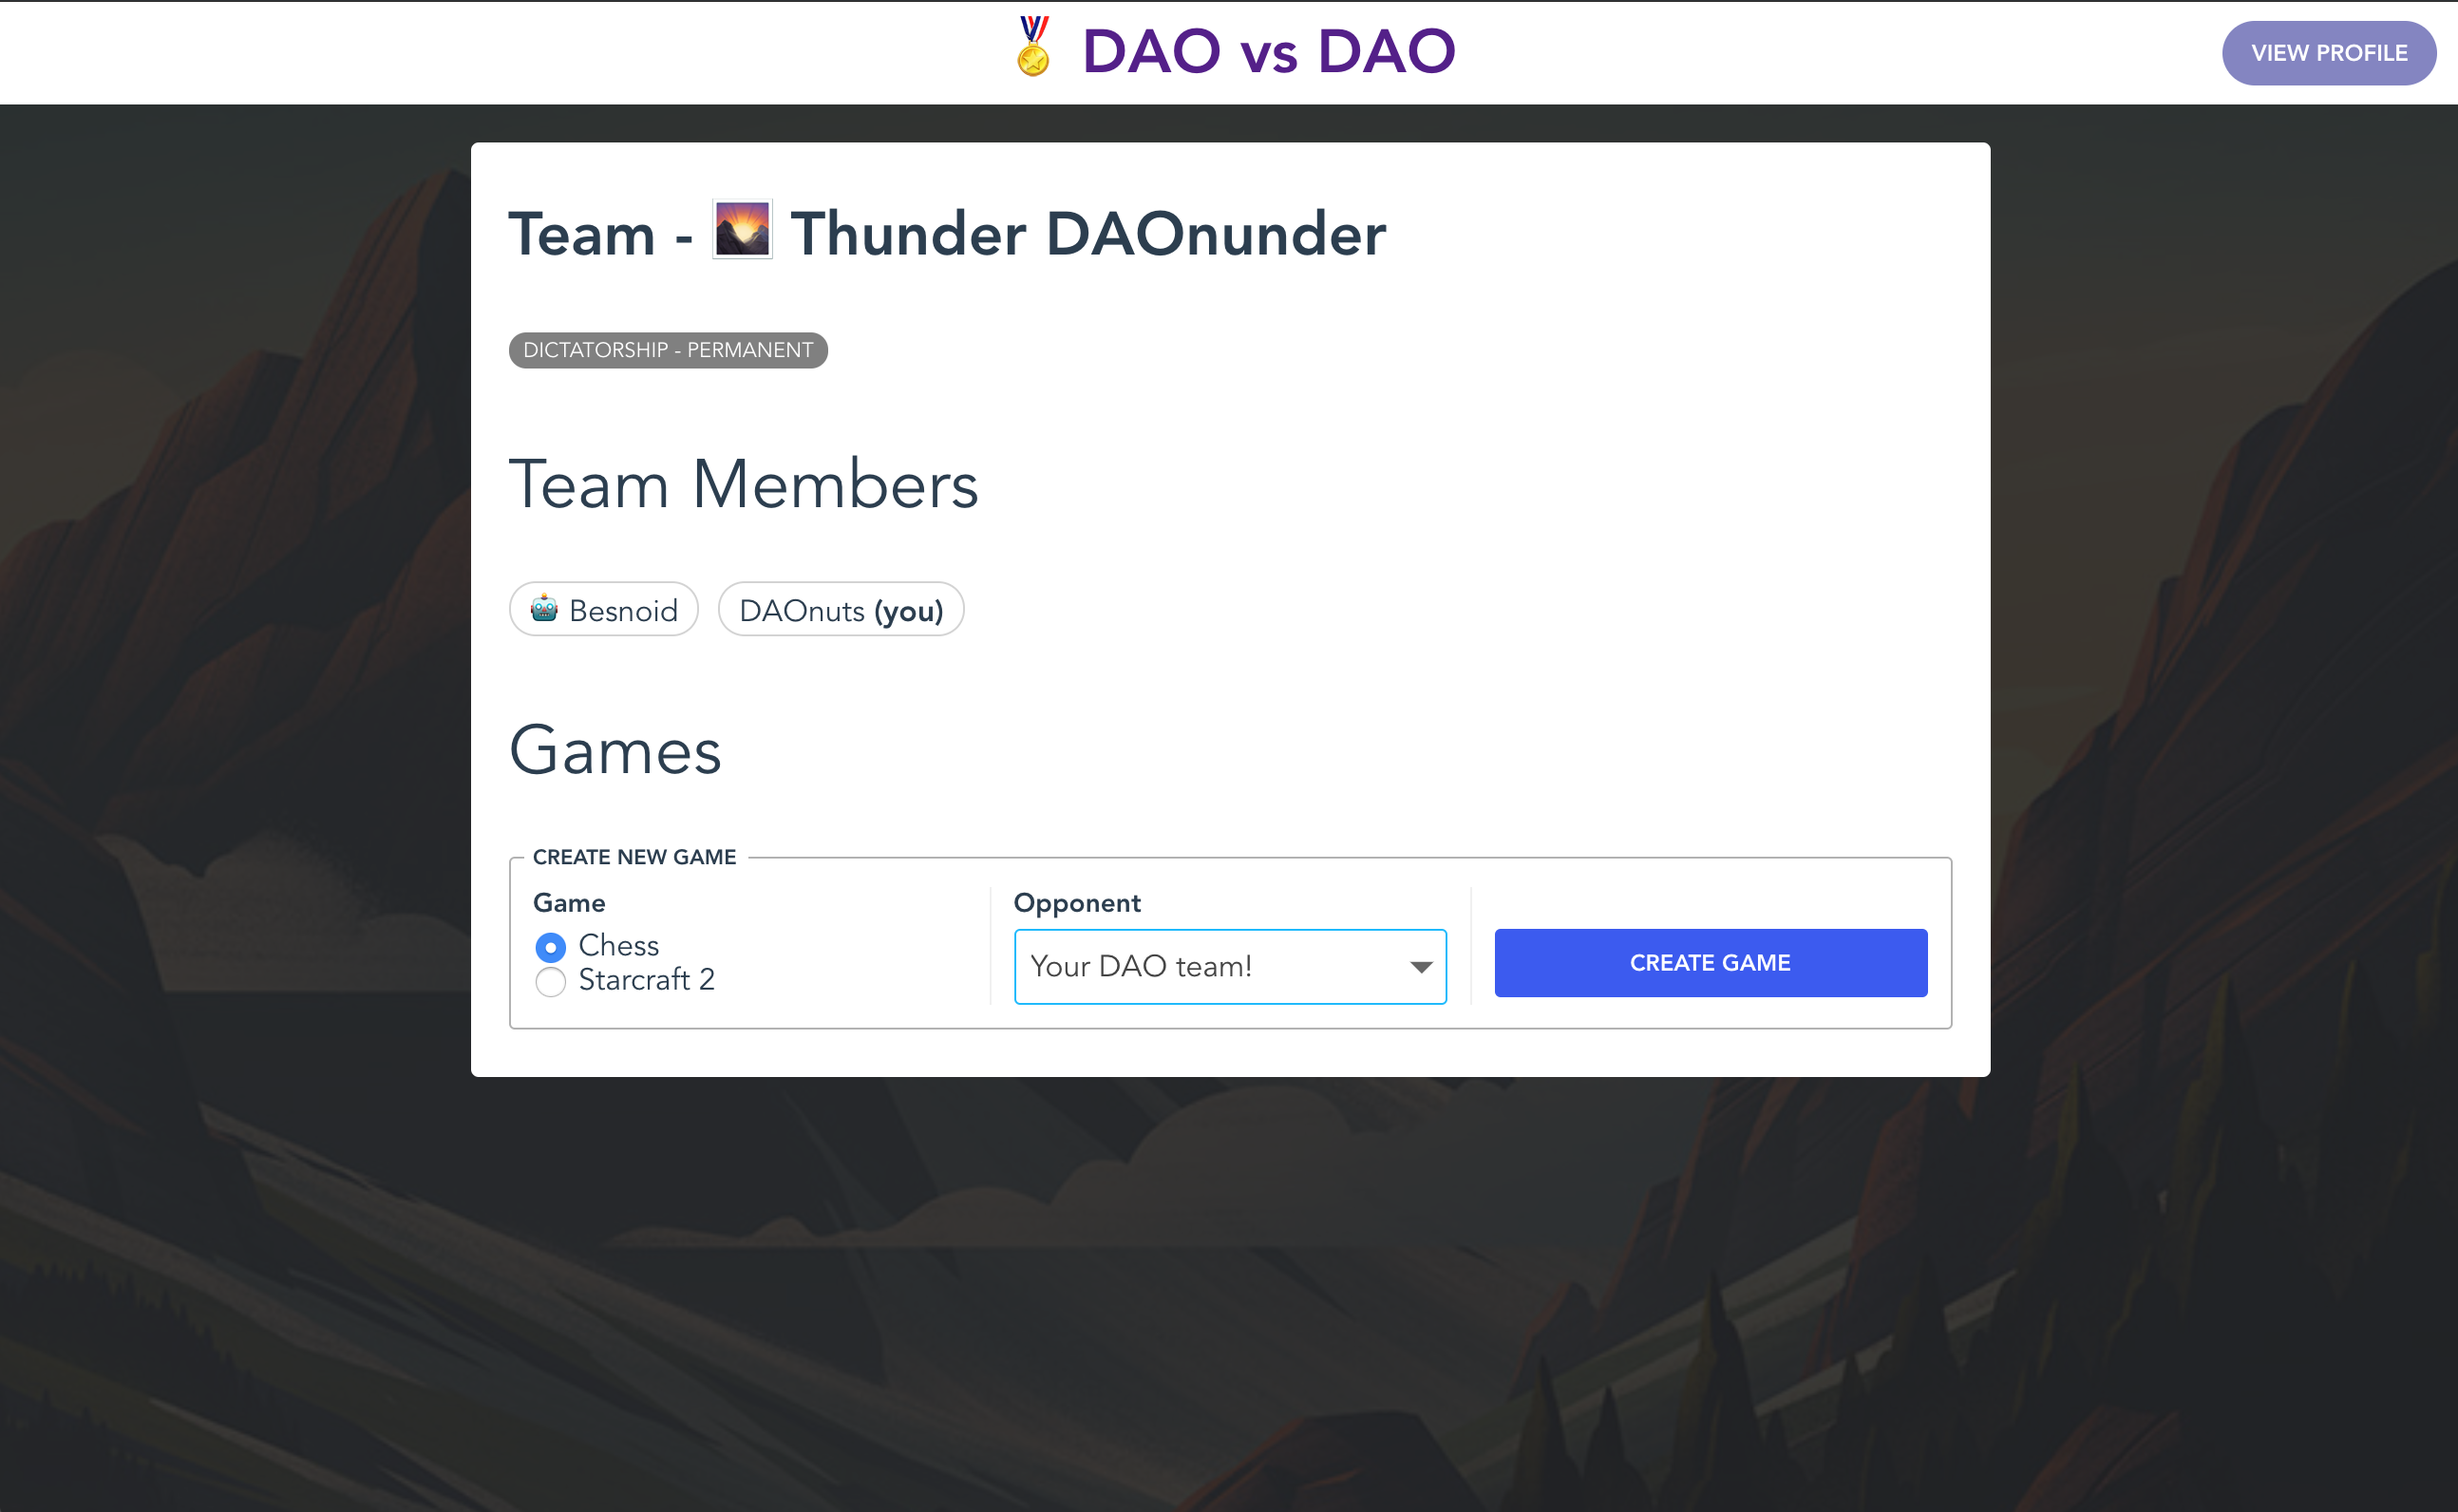 DAO vs DAO
VIEW PROFILE
Team - Thunder DAOnunder
DICTATORSHIP - PERMANENT
Team Members
Besnoid
DAOnuts (you)
Games
CREATE NEW GAME
Game
Chess
Starcraft 2
Opponent
Your DAO team!
CREATE GAME